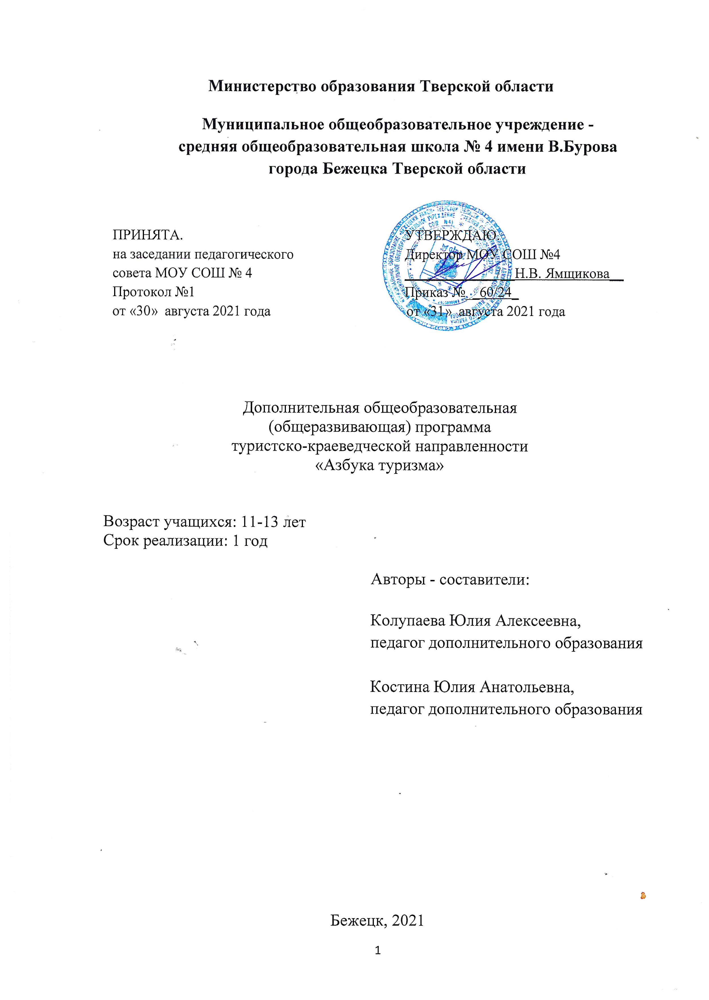 Министерство образования Тверской области
Муниципальное общеобразовательное учреждение -
средняя общеобразовательная школа № 4 имени В.Бурова
города Бежецка Тверской области
ПРИНЯТА.
на заседании педагогического
совета МОУ СОШ № 4
Протокол №1
от «30» августа 2021 года
УТВЕРЖДАЮ
Директор МОУ СОШ №4
/ Н.В. Ямщикова
Приказ № 60/24
от «31» августа 2021 года
Дополнительная общеобразовательная
(общеразвивающая) программа
туристско-краеведческой направленности
«Азбука туризма»
Возраст учащихся: 11-13 лет
Срок реализации: 1 год
Авторы - составители:
Колупаева Юлия Алексеевна,
педагог дополнительного образования
Костина Юлия Анатольевна,
педагог дополнительного образования
Бежецк, 2021
1